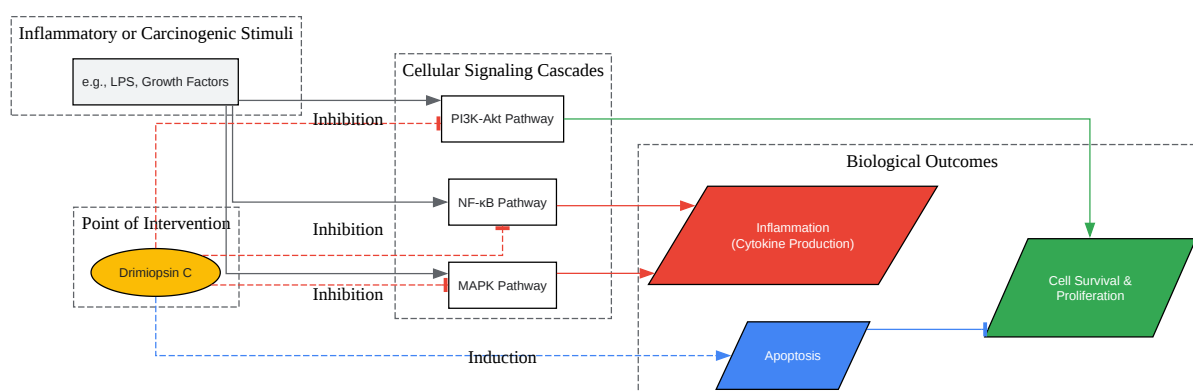 Inflammatory or Carcinogenic Stimuli
e.g., LPS, Growth Factors
Cellular Signaling Cascades
PI3K-Akt Pathway
Inhibition
NF-κB Pathway
Inhibition
MAPK Pathway
Inhibition
Point of Intervention
Drimiopsin C
Induction
Biological Outcomes
Inflammation
(Cytokine Production)
Cell Survival &
Proliferation
Apoptosis